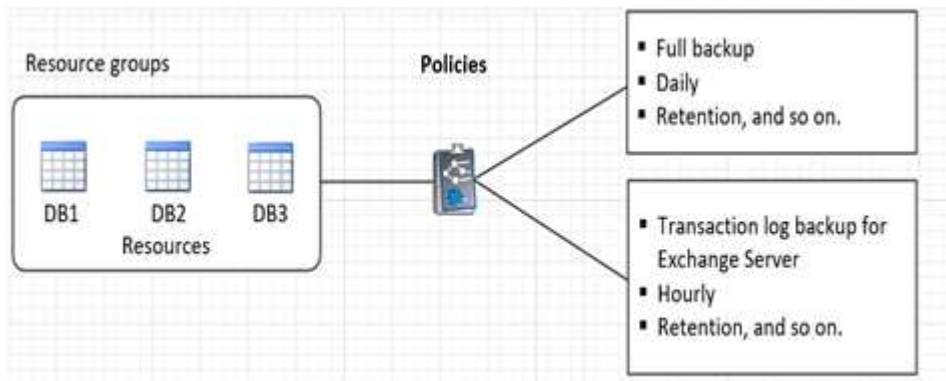 Resource groups
DB1
DB2
DB3
Resources
Policies
▪ Full backup
▪ Daily
▪ Retention, and so on.
▪ Transaction log backup for
Exchange Server
▪ Hourly
▪ Retention, and so on.